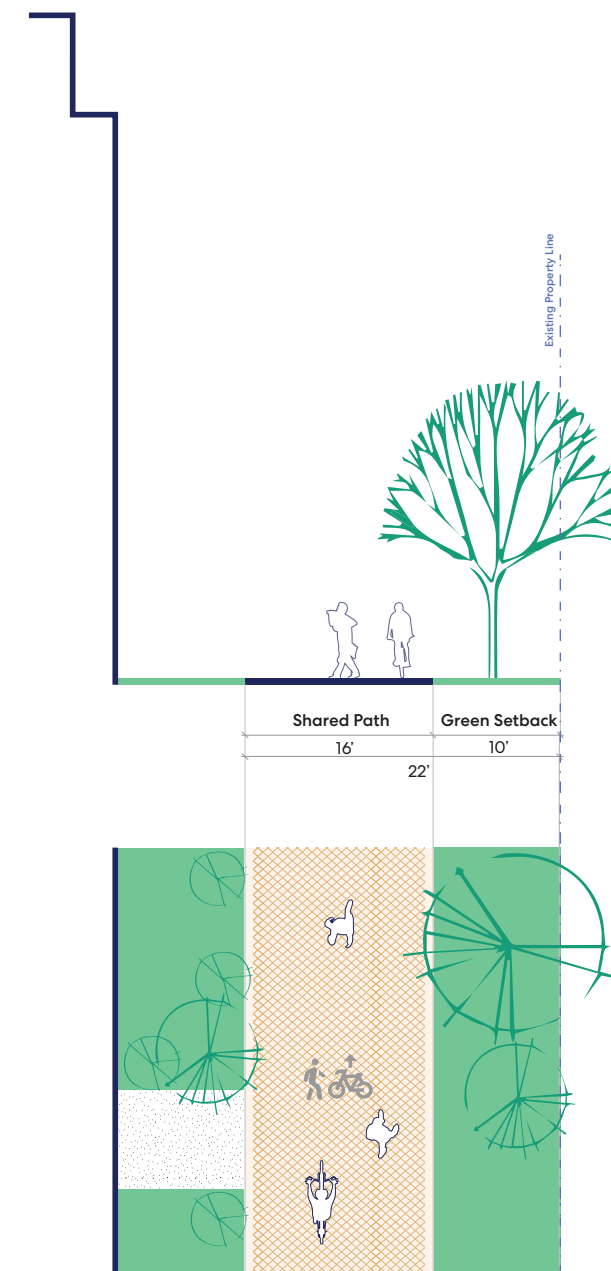 Existing Property Line
Shared Path
Green Setback
16’
10’
22’